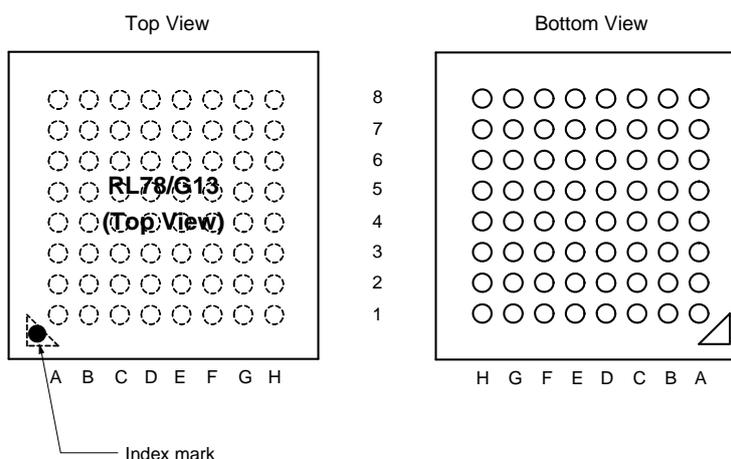 Top View
Bottom View
RL78/G13
(Top View)
8
7
6
5
4
3
2
1
A B C D E F G H
H G F E D C B A
Index mark